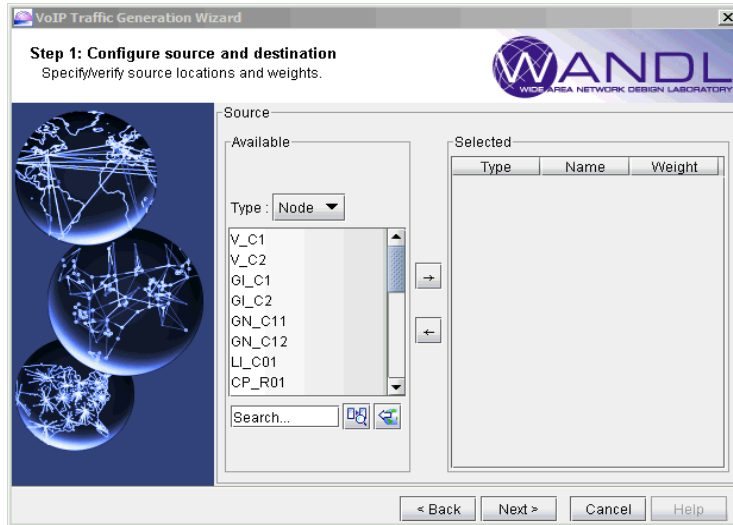 VoIP Traffic Generation Wizard
Step 1: Configure source and destination
Specify/verify source locations and weights.
WANDL
WIDE AREA NETWORK DESIGN LABORATORY
Source
Available
Selected
Type Name Weight
Type : Node
V_C1
V_C2
GI_C1
GI_C2
GN_C11
GN_C12
LI_C01
CP_R01
Search...
< Back Next > Cancel Help